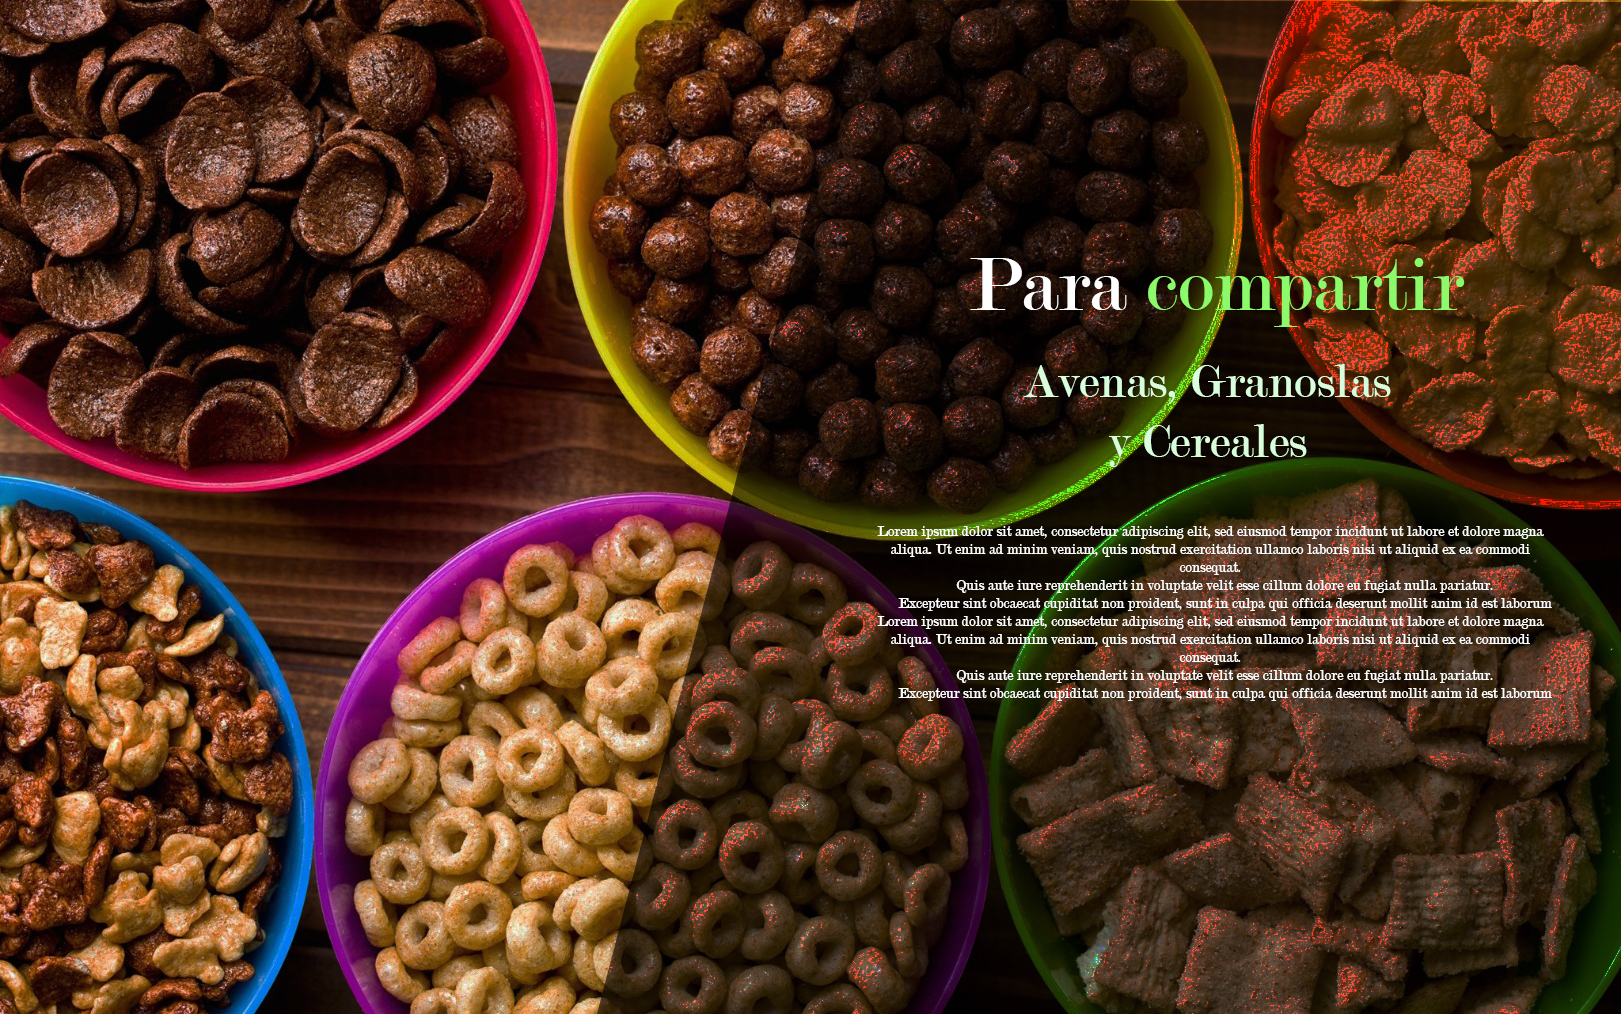 Para compartir
Avenas, Granoslas
y Cereales
Lorem ipsum dolor sit amet, consectetur adipiscing elit, sed eiusmod tempor incidunt ut labore et dolore magna
aliqua. Ut enim ad minim veniam, quis nostrud exercitation ullamco laboris nisi ut aliquid ex ea commodi
consequat.
Quis aute iure reprehenderit in voluptate velit esse cillum dolore eu fugiat nulla pariatur.
Excepteur sint obcaecat cupiditat non proident, sunt in culpa qui officia deserunt mollit anim id est laborum
Lorem ipsum dolor sit amet, consectetur adipiscing elit, sed eiusmod tempor incidunt ut labore et dolore magna
aliqua. Ut enim ad minim veniam, quis nostrud exercitation ullamco laboris nisi ut aliquid ex ea commodi
consequat.
Quis aute iure reprehenderit in voluptate velit esse cillum dolore eu fugiat nulla pariatur.
Excepteur sint obcaecat cupiditat non proident, sunt in culpa qui officia deserunt mollit anim id est laborum